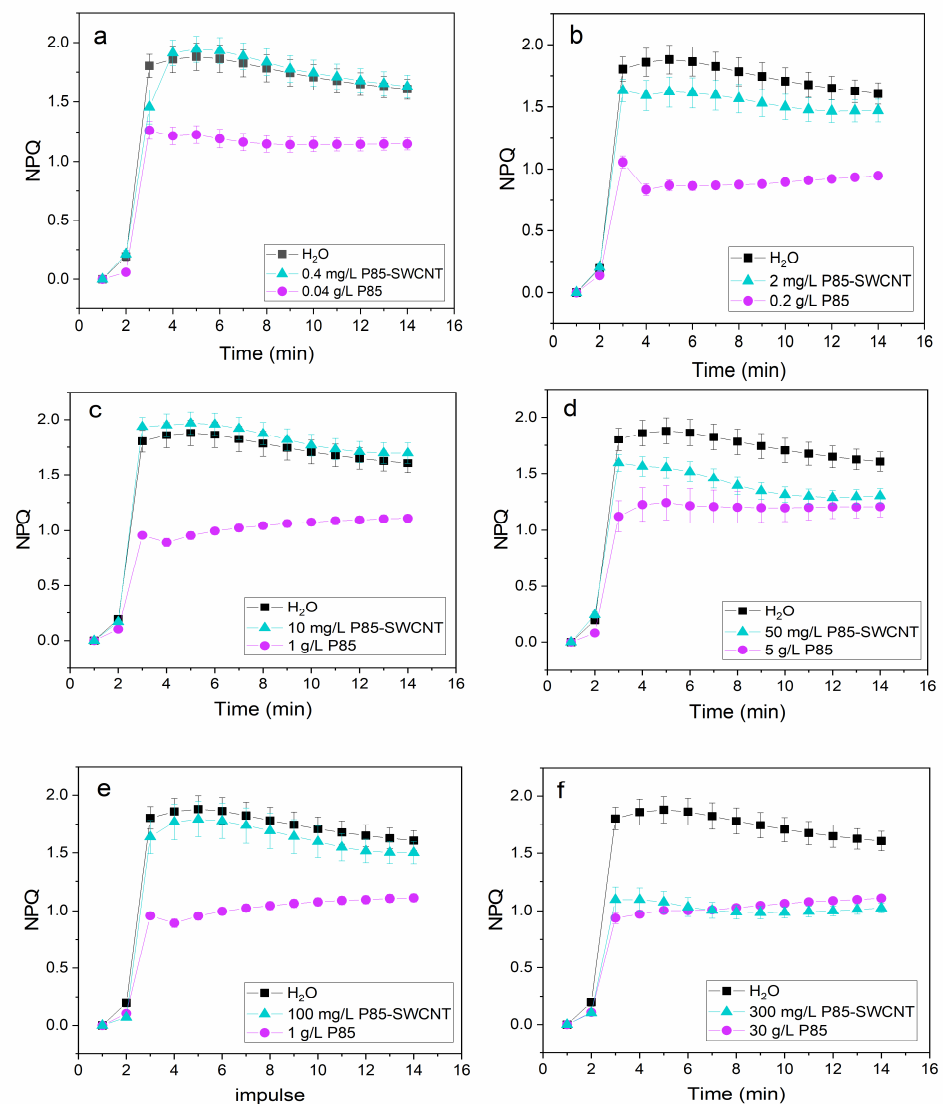 a
NPQ
2.0
1.5
1.0
0.5
0.0
H₂O
0.4 mg/L P85-SWCNT
0.04 g/L P85
0 2 4 6 8 10 12 14 16
Time (min)
b
NPQ
2.0
1.5
1.0
0.5
0.0
H₂O
2 mg/L P85-SWCNT
0.2 g/L P85
0 2 4 6 8 10 12 14 16
Time (min)
c
NPQ
2.0
1.5
1.0
0.5
0.0
H₂O
10 mg/L P85-SWCNT
1 g/L P85
0 2 4 6 8 10 12 14 16
Time (min)
d
NPQ
2.0
1.5
1.0
0.5
0.0
H₂O
50 mg/L P85-SWCNT
5 g/L P85
0 2 4 6 8 10 12 14 16
Time (min)
e
NPQ
2.0
1.5
1.0
0.5
0.0
H₂O
100 mg/L P85-SWCNT
1 g/L P85
0 2 4 6 8 10 12 14 16
impulse
f
NPQ
2.0
1.5
1.0
0.5
0.0
H₂O
300 mg/L P85-SWCNT
30 g/L P85
0 2 4 6 8 10 12 14 16
Time (min)